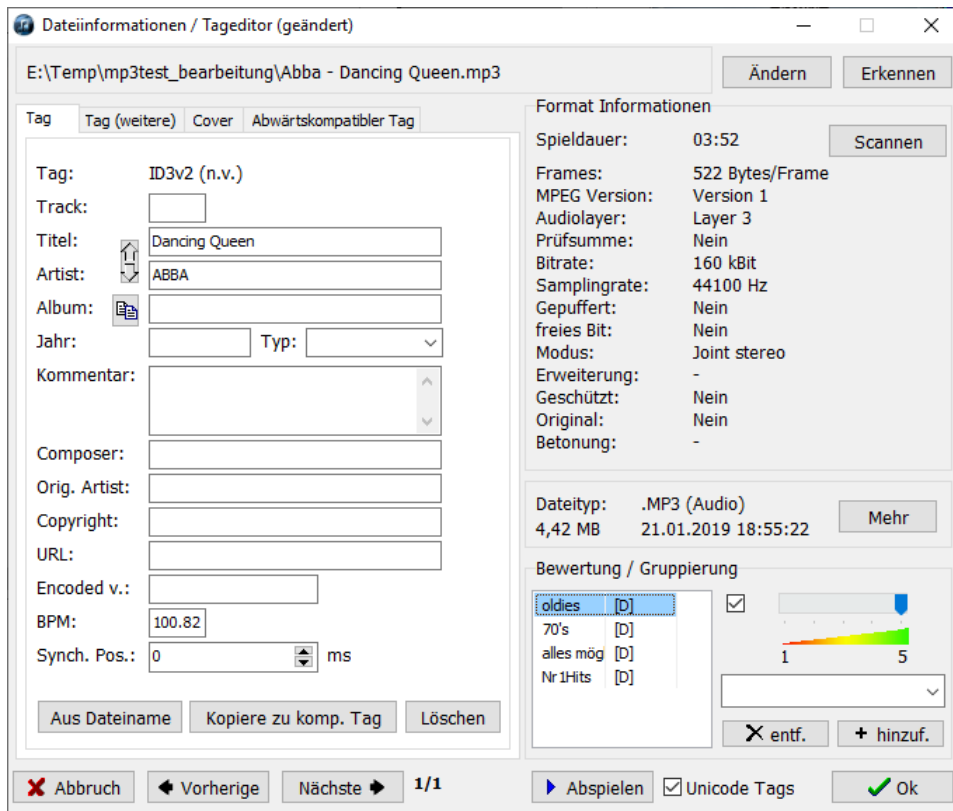 Dateiinformationen / Tageditor (geändert)
E:\Temp\mp3test_bearbeitung\Abba - Dancing Queen.mp3
Ändern
Erkennen
Tag
Tag (weitere)
Cover
Abwärtskompatibler Tag
Tag: ID3v2 (n.v.)
Track:
Titel: Dancing Queen
Artist: ABBA
Album:
Jahr: Typ:
Kommentar:
Composer:
Orig. Artist:
Copyright:
URL:
Encoded v.:
BPM: 100.82
Synch. Pos.: 0 ms
Aus Dateiname
Kopiere zu komp. Tag
Löschen
Format Informationen
Spieldauer: 03:52
Scannen
Frames: 522 Bytes/Frame
MPEG Version: Version 1
Audiolayer: Layer 3
Prüfsumme: Nein
Bitrate: 160 kBit
Samplingrate: 44100 Hz
Gepuffert: Nein
freies Bit: Nein
Modus: Joint stereo
Erweiterung: -
Geschützt: Nein
Original: Nein
Betonung: -
Dateityp: .MP3 (Audio)
4,42 MB 21.01.2019 18:55:22
Mehr
Bewertung / Gruppierung
oldies [D]
70's [D]
alles mög [D]
Nr1Hits [D]
1 5
entf.
+ hinzuf.
Abbruch
Vorherige
Nächste
1/1
Abspielen
Unicode Tags
Ok